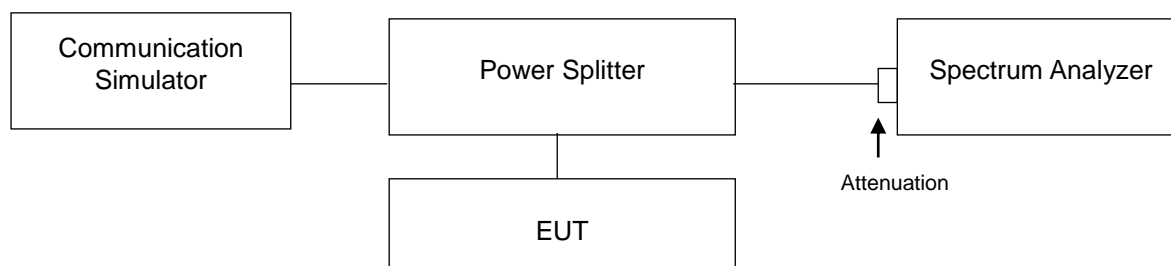 Communication
Simulator
Power Splitter
Spectrum Analyzer
Attenuation
EUT